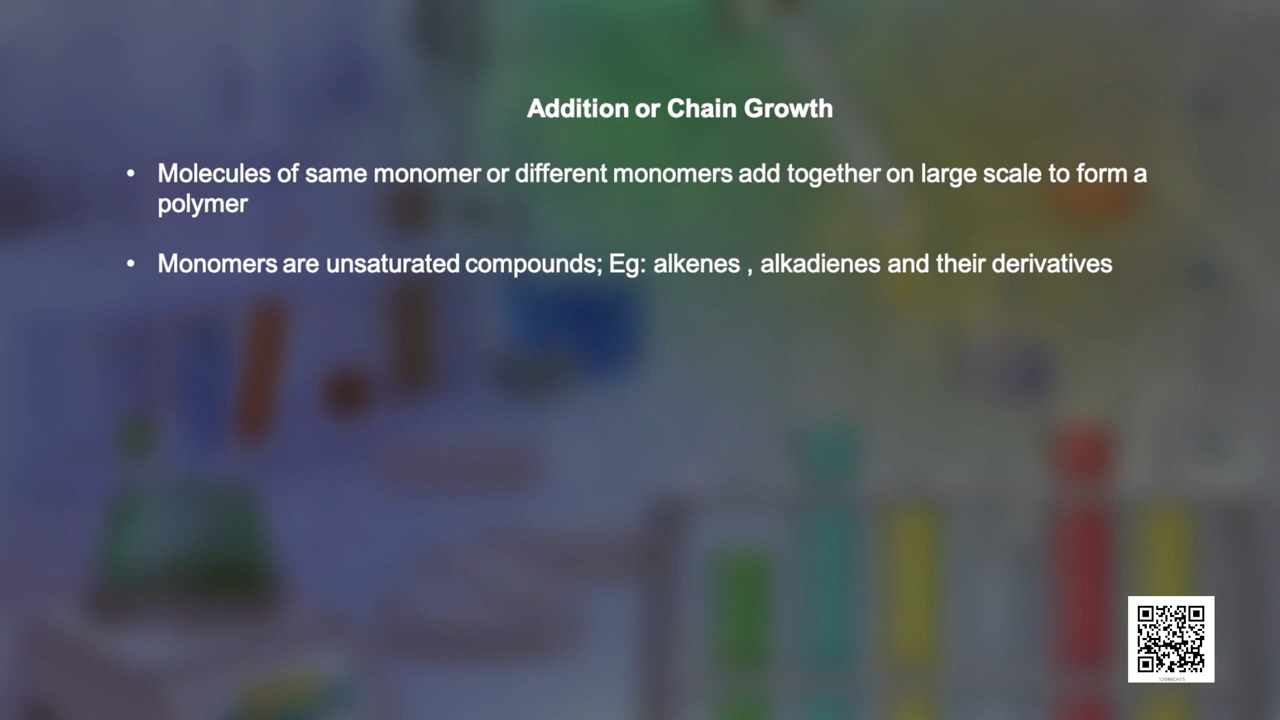 Addition or Chain Growth
• Molecules of same monomer or different monomers add together on large scale to form a
polymer
• Monomers are unsaturated compounds; Eg: alkenes , alkadienes and their derivatives